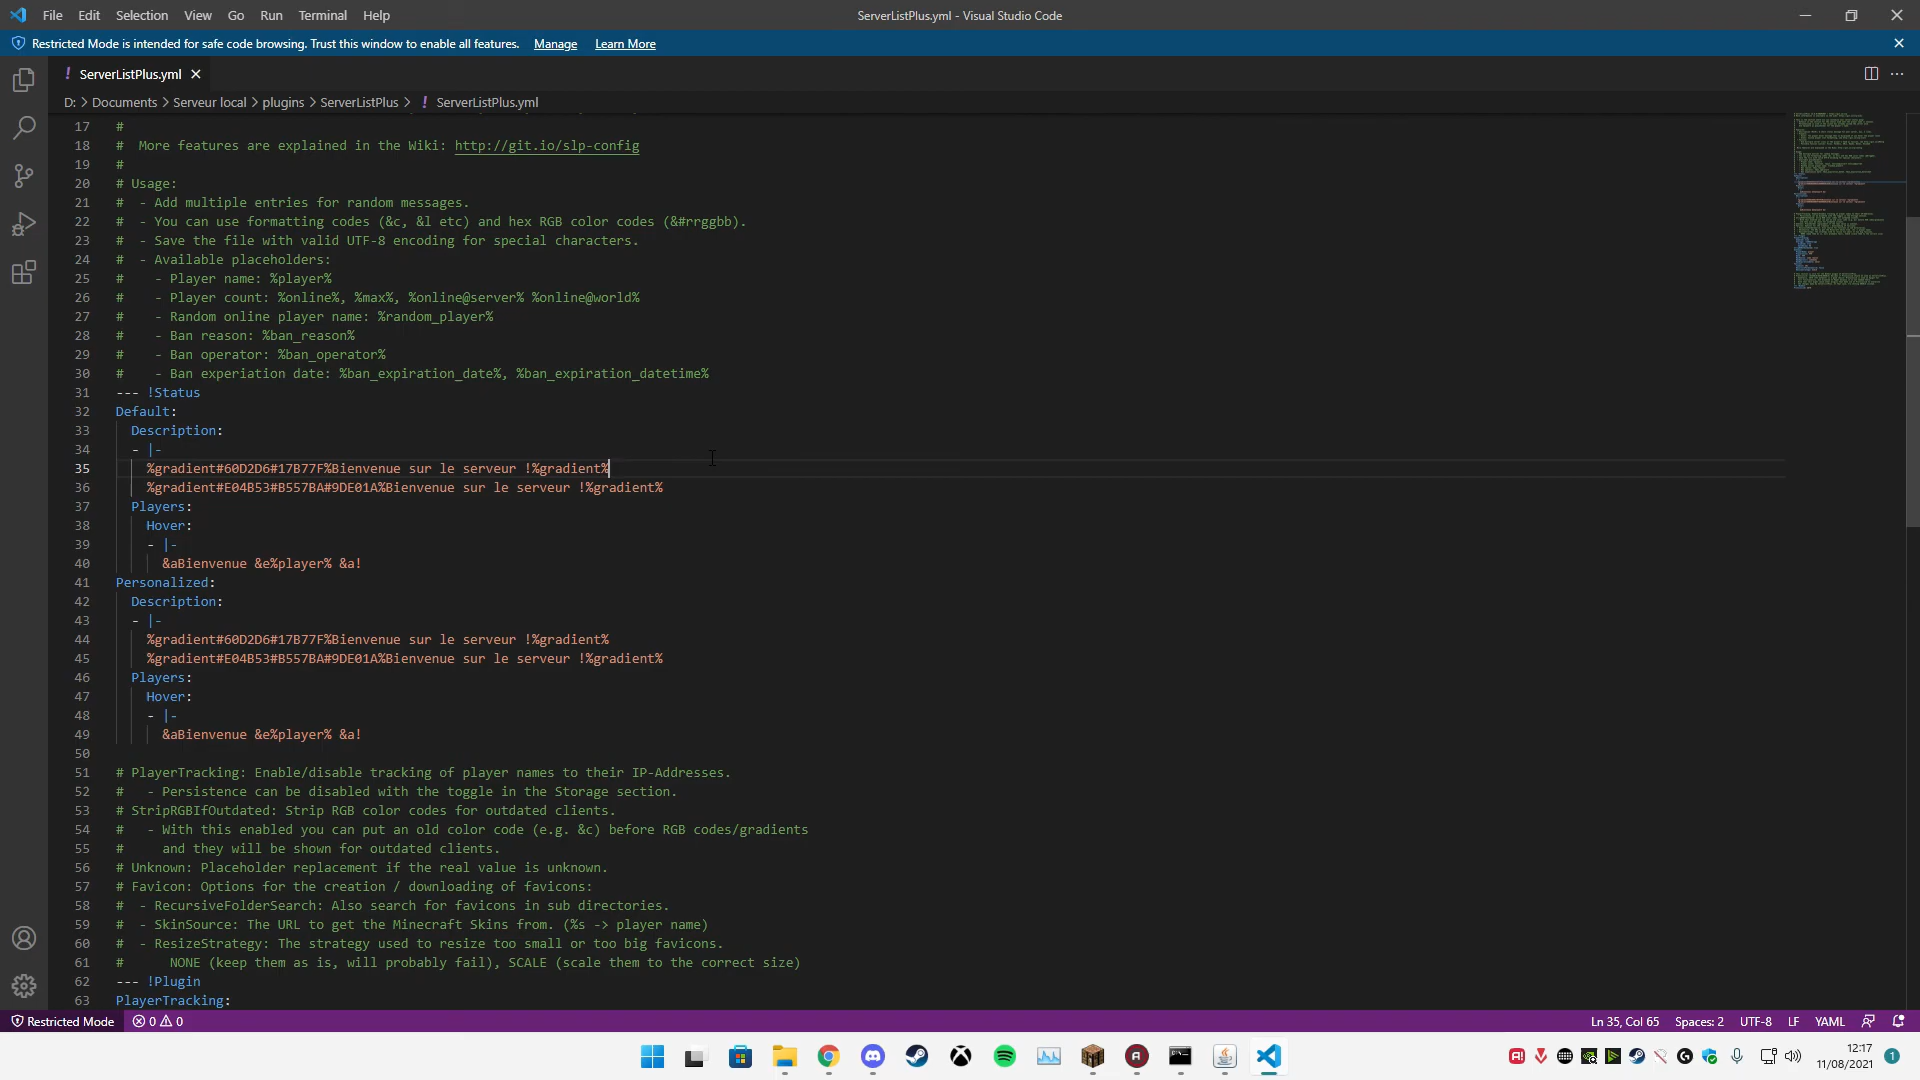 File Edit Selection View Go Run Terminal Help
ServerListPlus.yml - Visual Studio Code
Restricted Mode is intended for safe code browsing. Trust this window to enable all features. Manage Learn More
! ServerListPlus.yml
D: > Documents > Serveur local > plugins > ServerListPlus > ! ServerListPlus.yml
17 #
18 #  More features are explained in the Wiki: http://git.io/slp-config
19 #
20 # Usage:
21 #  - Add multiple entries for random messages.
22 #  - You can use formatting codes (&c, &l etc) and hex RGB color codes (&#rrggbb).
23 #  - Save the file with valid UTF-8 encoding for special characters.
24 #  - Available placeholders:
25 #    - Player name: %player%
26 #    - Player count: %online%, %max%, %online@server% %online@world%
27 #    - Random online player name: %random_player%
28 #    - Ban reason: %ban_reason%
29 #    - Ban operator: %ban_operator%
30 #    - Ban experiation date: %ban_expiration_date%, %ban_expiration_datetime%
31 --- !Status
32 Default:
33   Description:
34   - |-
35     %gradient#60D2D6#17B77F%Bienvenue sur le serveur !%gradient%
36     %gradient#E04B53#B557BA#9DE01A%Bienvenue sur le serveur !%gradient%
37   Players:
38     Hover:
39     - |-
40       &aBienvenue &e%player% &a!
41 Personalized:
42   Description:
43   - |-
44     %gradient#60D2D6#17B77F%Bienvenue sur le serveur !%gradient%
45     %gradient#E04B53#B557BA#9DE01A%Bienvenue sur le serveur !%gradient%
46   Players:
47     Hover:
48     - |-
49       &aBienvenue &e%player% &a!
50
51 # PlayerTracking: Enable/disable tracking of player names to their IP-Addresses.
52 #   - Persistence can be disabled with the toggle in the Storage section.
53 # StripRGBIfOutdated: Strip RGB color codes for outdated clients.
54 #   - With this enabled you can put an old color code (e.g. &c) before RGB codes/gradients
55 #     and they will be shown for outdated clients.
56 # Unknown: Placeholder replacement if the real value is unknown.
57 # Favicon: Options for the creation / downloading of favicons:
58 #  - RecursiveFolderSearch: Also search for favicons in sub directories.
59 #  - SkinSource: The URL to get the Minecraft Skins from. (%s -> player name)
60 #  - ResizeStrategy: The strategy used to resize too small or too big favicons.
61 #      NONE (keep them as is, will probably fail), SCALE (scale them to the correct size)
62 --- !Plugin
63 PlayerTracking:
Restricted Mode 0 0 Ln 35, Col 65 Spaces: 2 UTF-8 LF YAML
12:17
11/08/2021
1